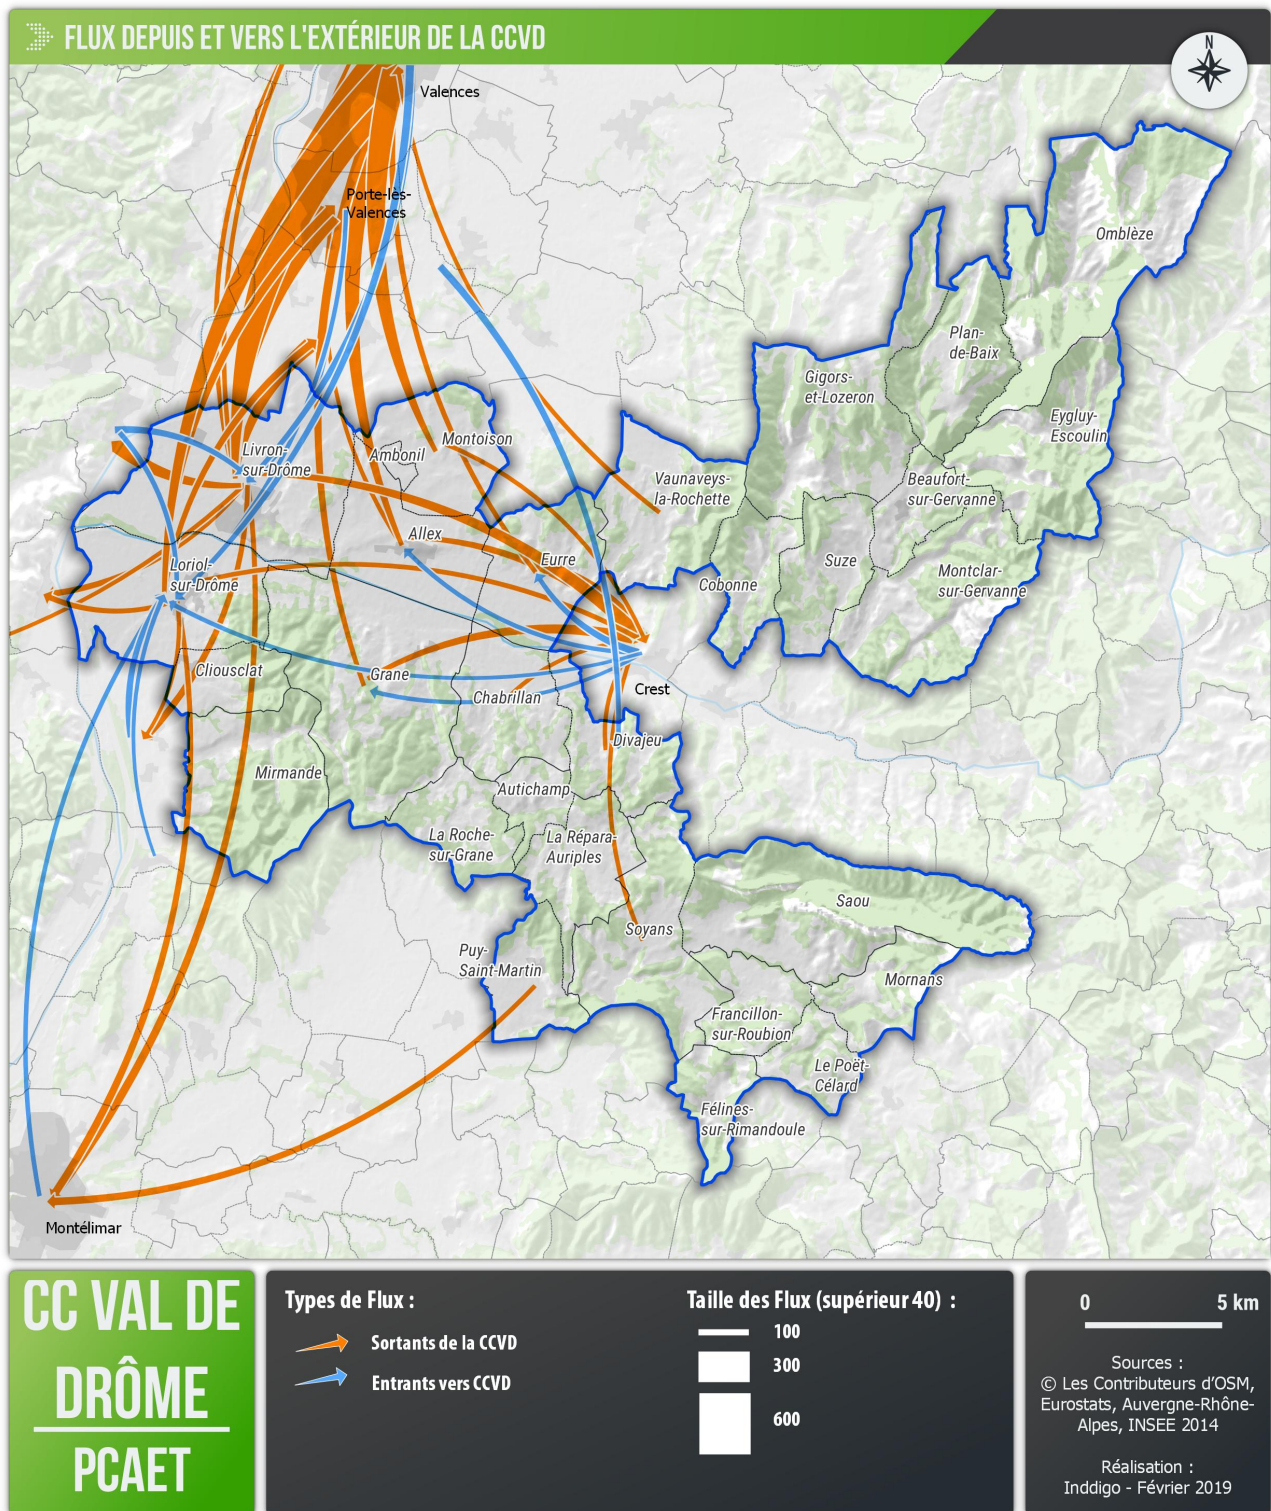 FLUX DEPUIS ET VERS L'EXTÉRIEUR DE LA CCVD
N
Valences
Porte-lès-
Valences
Omblèze
Plan-
de-Baix
Gigors-
et-Lozeron
Eygluy-
Escoulin
Livron-
sur-Drôme
Ambonil
Montoison
Vaunaveys-
la-Rochette
Beaufort-
sur-Gervanne
Allex
Eurre
Suze
Loriol-
sur-Drôme
Cobonne
Montclar-
sur-Gervanne
Cliousclat
Grane
Chabrillan
Crest
Divajeu
Mirmande
Autichamp
La Roche-
sur-Grane
La Répara-
Auriples
Saou
Soyans
Puy-
Saint-Martin
Mornans
Francillon-
sur-Roubion
Le Poët-
Célard
Félines-
sur-Rimandoule
Montélimar
CC VAL DE
DRÔME
PCAET
Types de Flux :
Sortants de la CCVD
Entrants vers CCVD
Taille des Flux (supérieur 40) :
100
300
600
0 5 km
Sources :
© Les Contributeurs d'OSM,
Eurostats, Auvergne-Rhône-
Alpes, INSEE 2014
Réalisation :
Inddigo - Février 2019